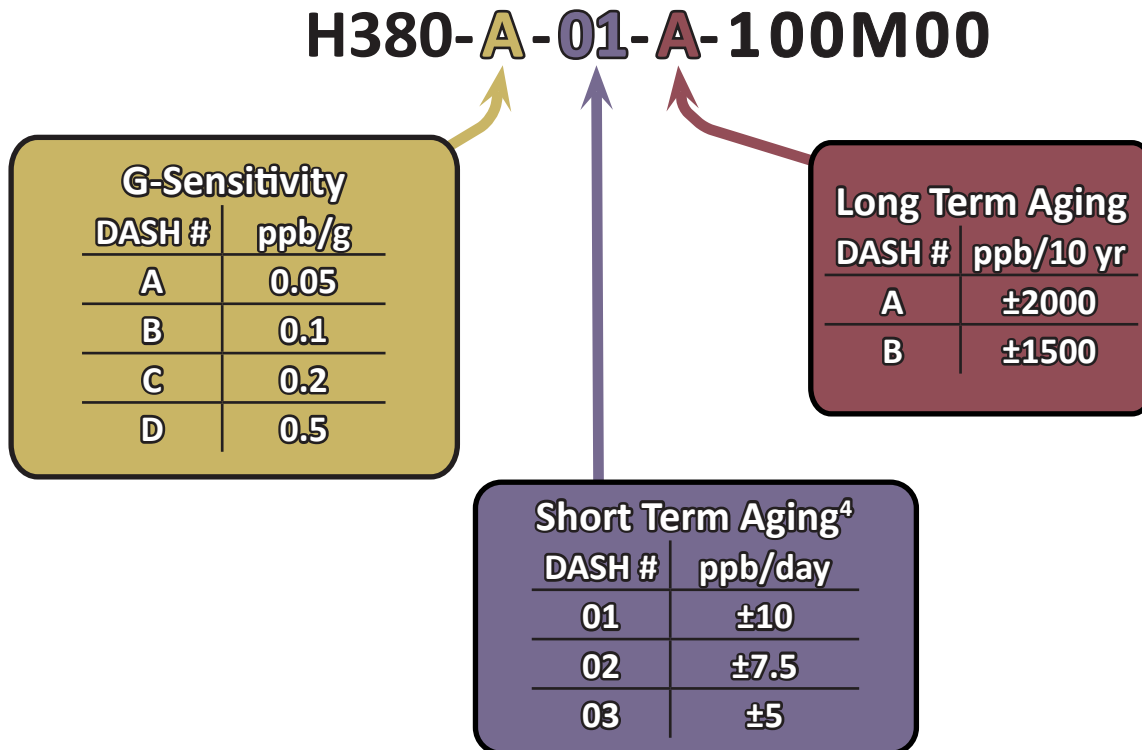 H380-A-01-A-100M00
G-Sensitivity
DASH # ppb/g
A 0.05
B 0.1
C 0.2
D 0.5
Long Term Aging
DASH # ppb/10 yr
A ±2000
B ±1500
Short Term Aging⁴
DASH # ppb/day
01 ±10
02 ±7.5
03 ±5